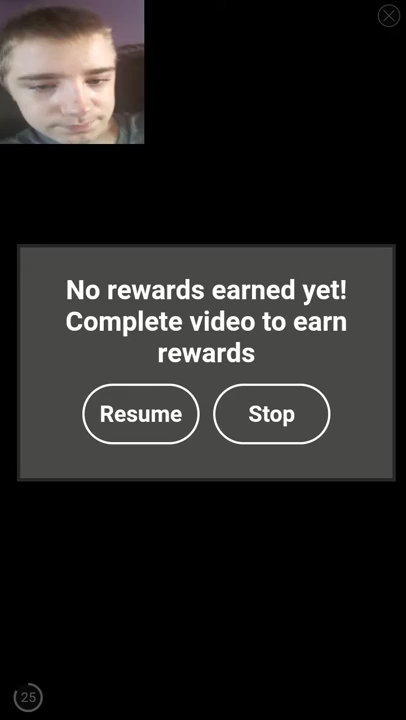 No rewards earned yet!
Complete video to earn
rewards
Resume Stop
25